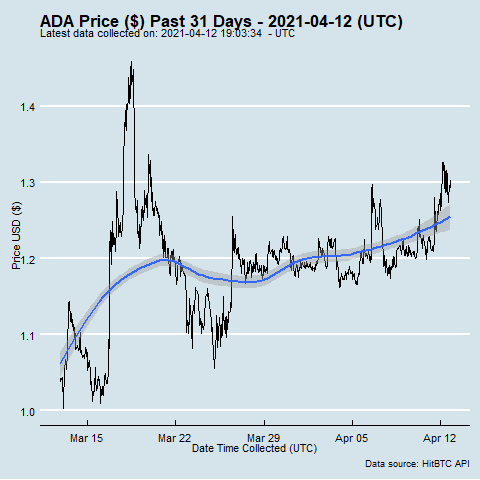 ADA Price ($) Past 31 Days - 2021-04-12 (UTC)
Latest data collected on: 2021-04-12 19:03:34  - UTC
1.4
1.3
1.2
1.1
1.0
Price USD ($)
Mar 15
Mar 22
Mar 29
Apr 05
Apr 12
Date Time Collected (UTC)
Data source: HitBTC API